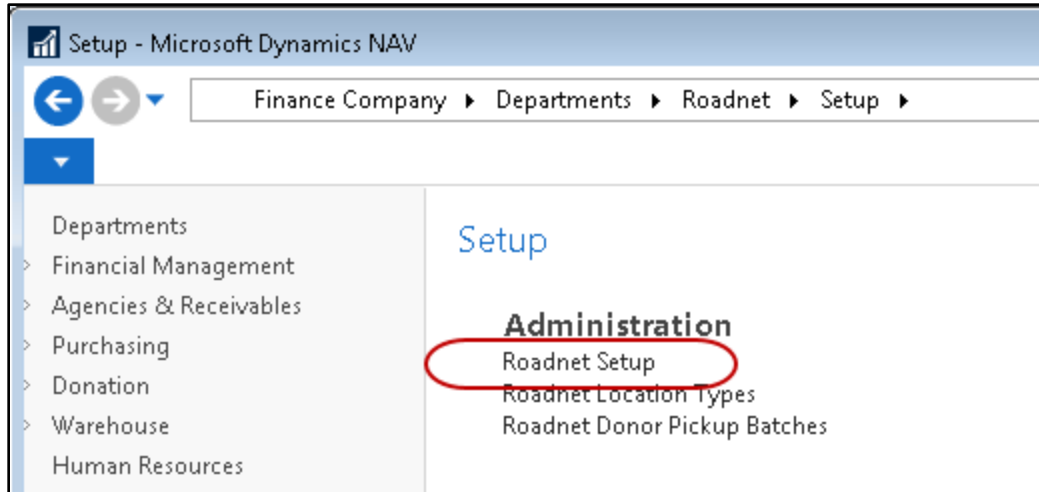 Setup - Microsoft Dynamics NAV
Finance Company ▸ Departments ▸ Roadnet ▸ Setup ▸
Departments
Financial Management
Agencies & Receivables
Purchasing
Donation
Warehouse
Human Resources
Setup
Administration
Roadnet Setup
Roadnet Location Types
Roadnet Donor Pickup Batches